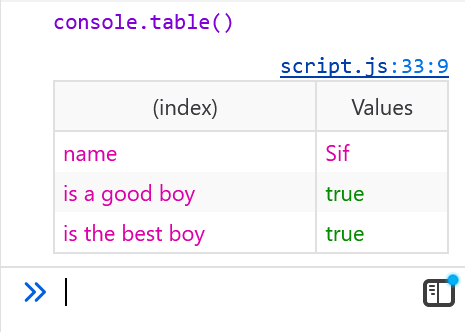 console.table()
script.js:33:9
(index) Values
name Sif
is a good boy true
is the best boy true